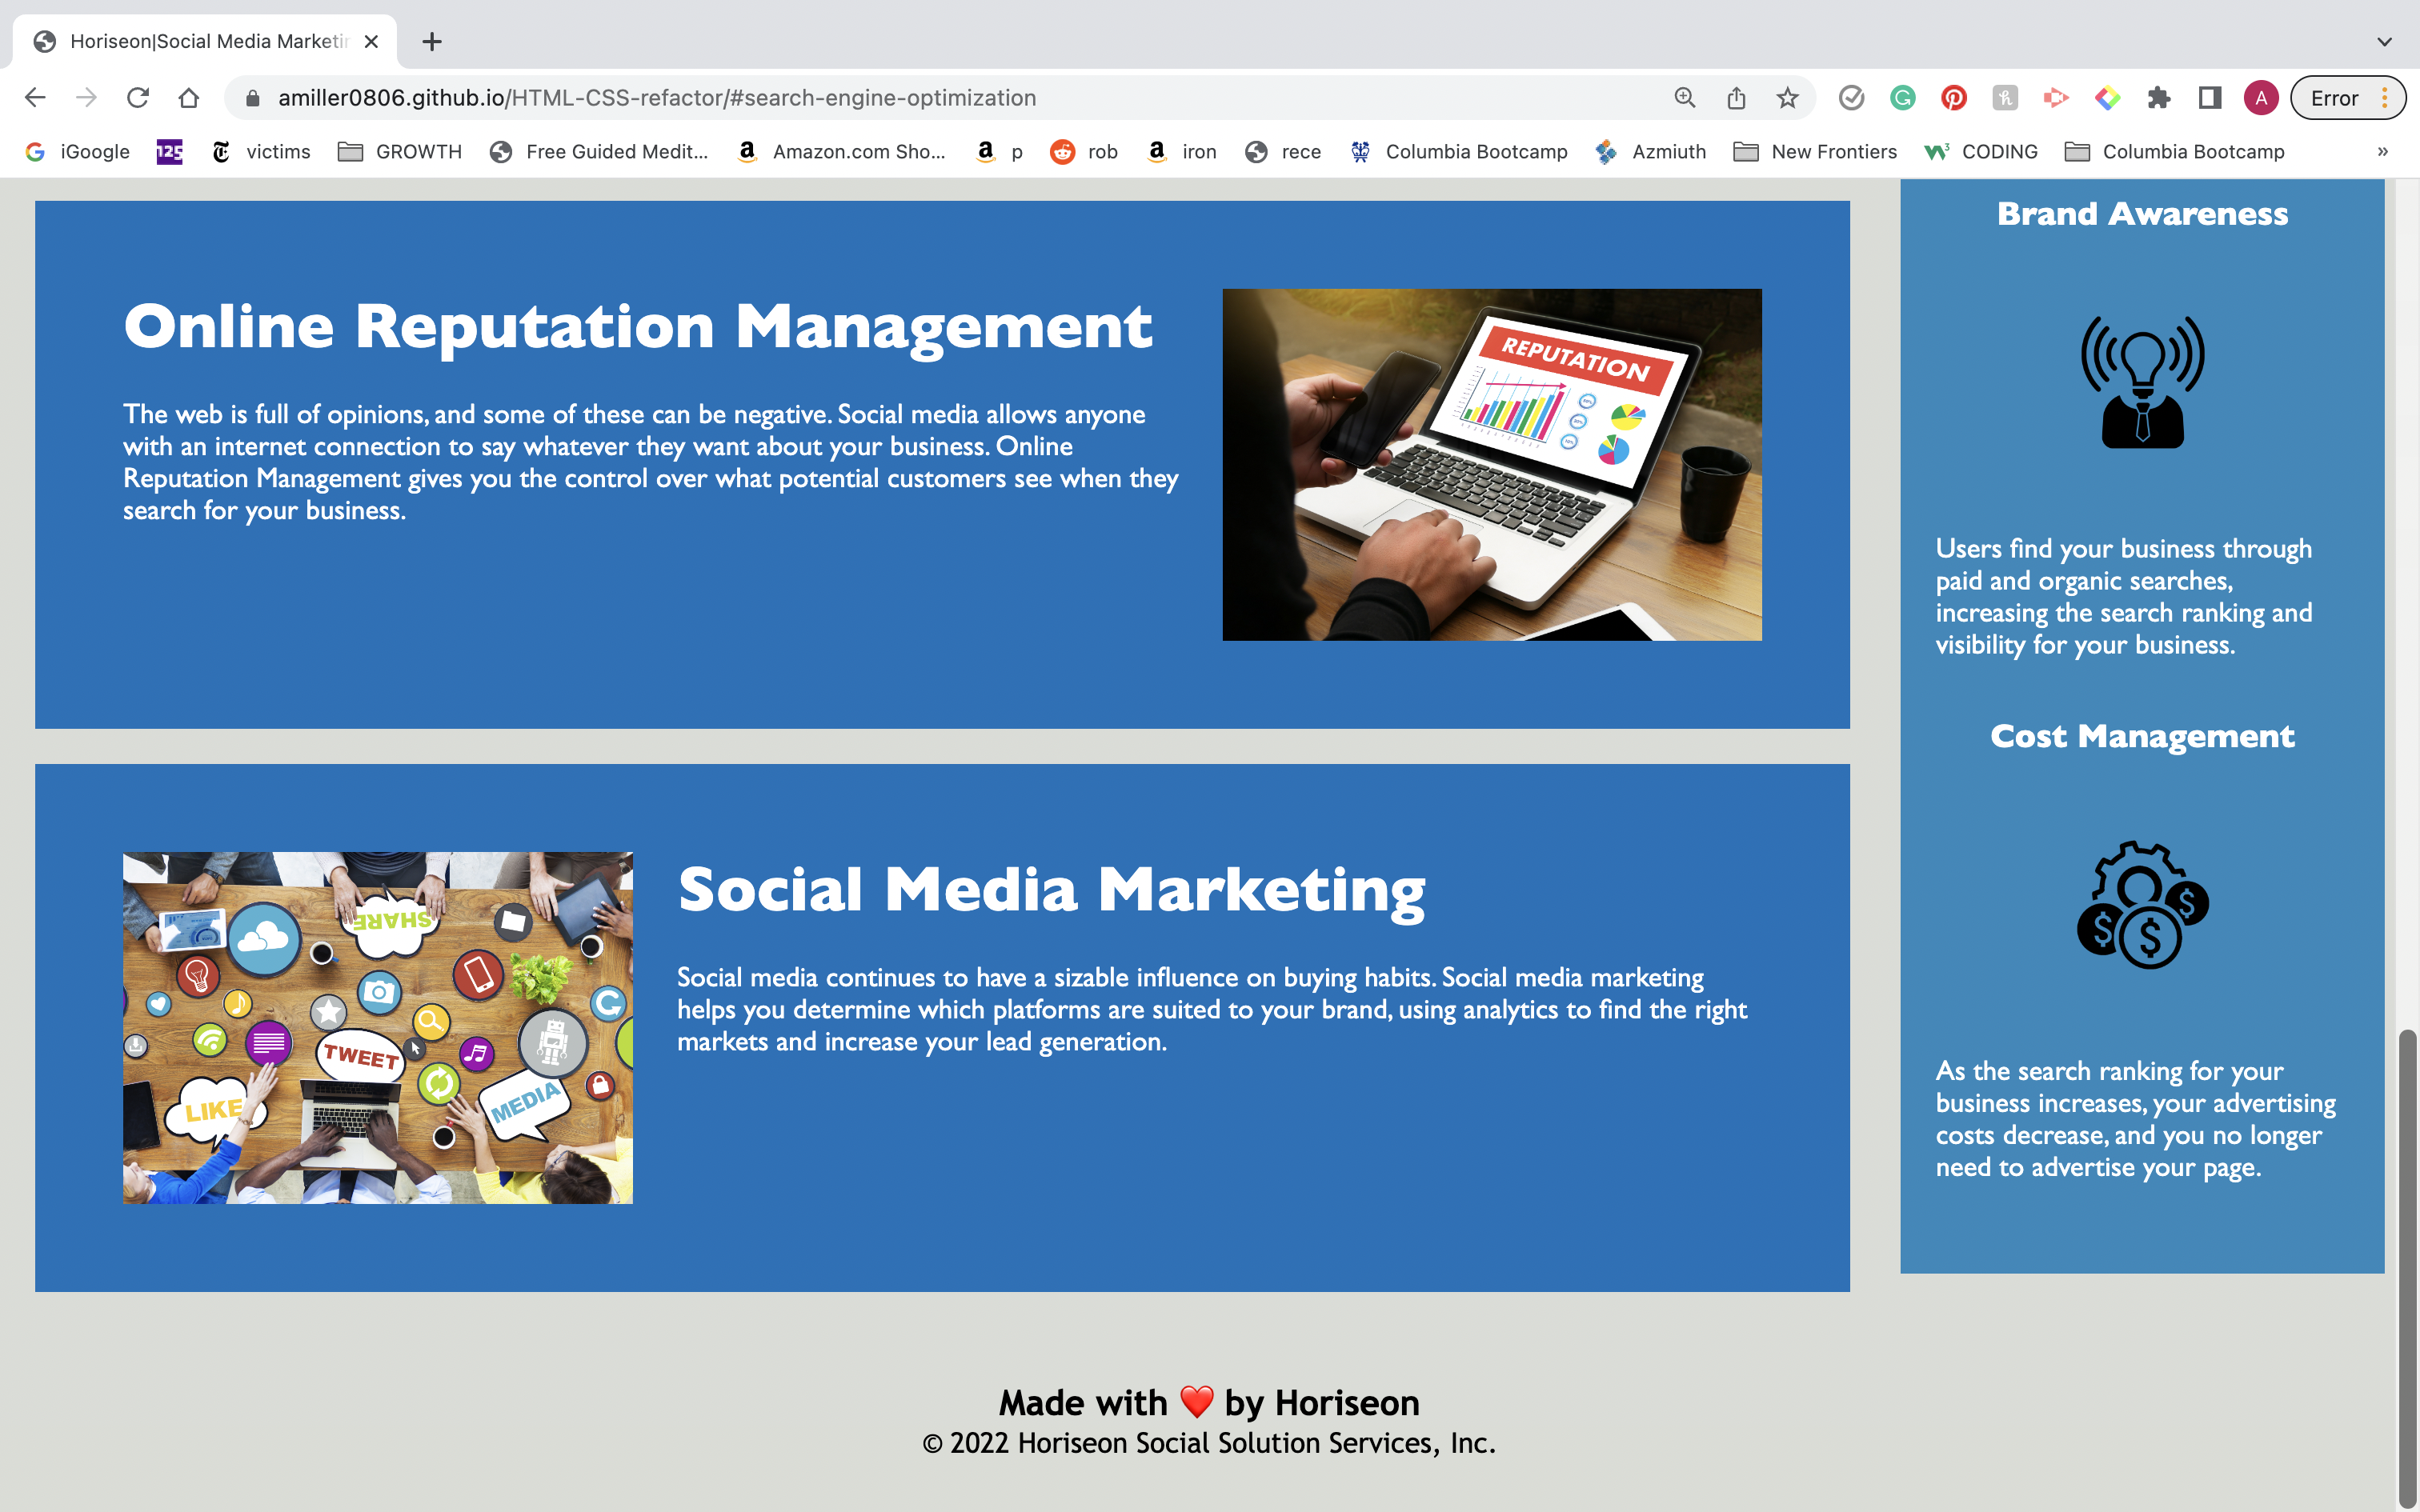 Horiseon|Social Media Marketin
amiller0806.github.io/HTML-CSS-refactor/#search-engine-optimization
A
Error
iGoogle
125
victims
GROWTH
Free Guided Medit...
Amazon.com Sho...
p
rob
iron
rece
Columbia Bootcamp
Azmiuth
New Frontiers
CODING
Columbia Bootcamp
»
Online Reputation Management
The web is full of opinions, and some of these can be negative. Social media allows anyone
with an internet connection to say whatever they want about your business. Online
Reputation Management gives you the control over what potential customers see when they
search for your business.
REPUTATION
Social Media Marketing
Social media continues to have a sizable influence on buying habits. Social media marketing
helps you determine which platforms are suited to your brand, using analytics to find the right
markets and increase your lead generation.
SHARE
TWEET
LIKE
MEDIA
Brand Awareness
Users find your business through
paid and organic searches,
increasing the search ranking and
visibility for your business.
Cost Management
$ $ $
As the search ranking for your
business increases, your advertising
costs decrease, and you no longer
need to advertise your page.
Made with ❤️ by Horiseon
© 2022 Horiseon Social Solution Services, Inc.